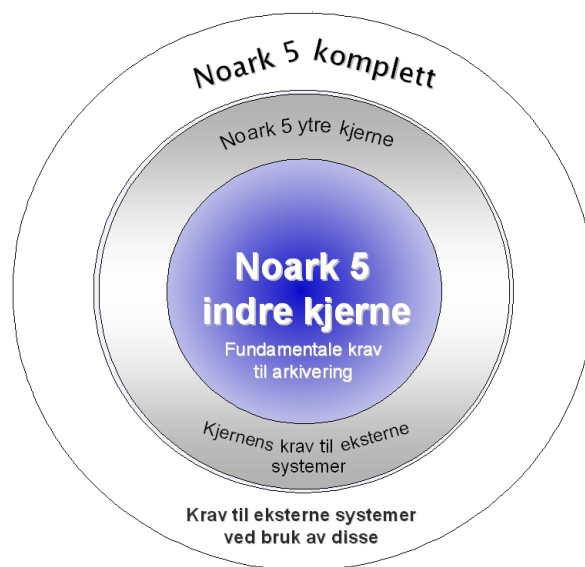 Noark 5 komplett
Noark 5 ytre kjerne
Noark 5
indre kjerne
Fundamentale krav
til arkivering
Kjernens krav til eksterne
systemer
Krav til eksterne systemer
ved bruk av disse